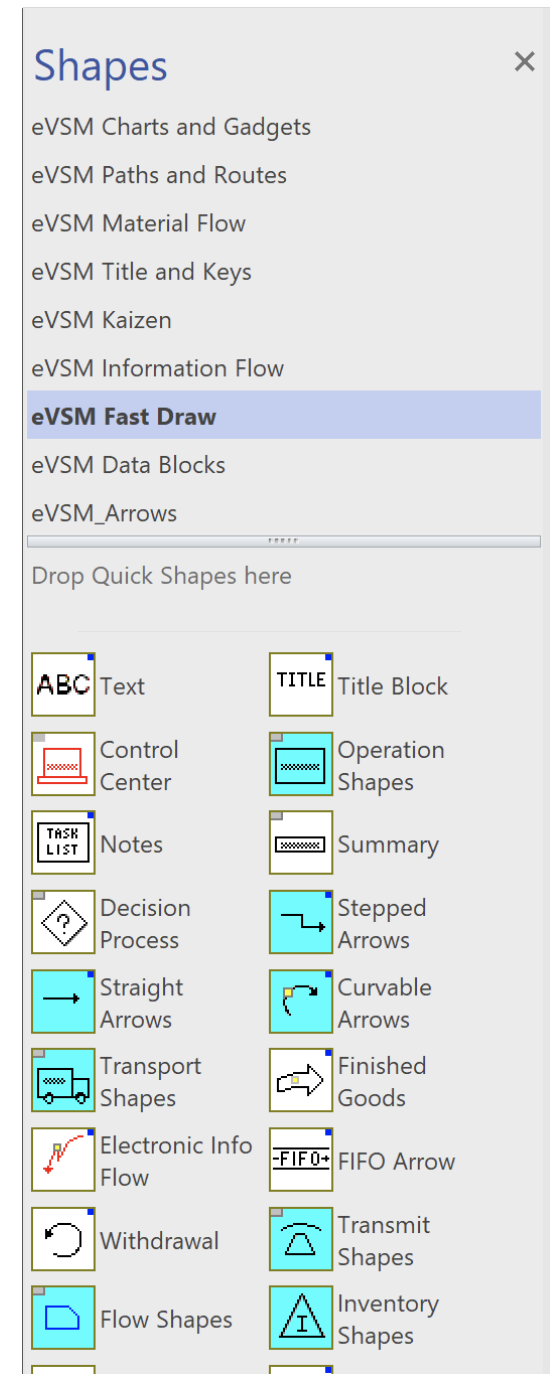 Shapes
eVSM Charts and Gadgets
eVSM Paths and Routes
eVSM Material Flow
eVSM Title and Keys
eVSM Kaizen
eVSM Information Flow
eVSM Fast Draw
eVSM Data Blocks
eVSM_Arrows
Drop Quick Shapes here
ABC Text
TITLE Title Block
Control
Center
Operation
Shapes
TASK
LIST
Notes
Summary
?
Decision
Process
Stepped
Arrows
Straight
Arrows
Curvable
Arrows
Transport
Shapes
Finished
Goods
Electronic Info
Flow
-FIFO→ FIFO Arrow
Withdrawal
Transmit
Shapes
Flow Shapes
I
Inventory
Shapes